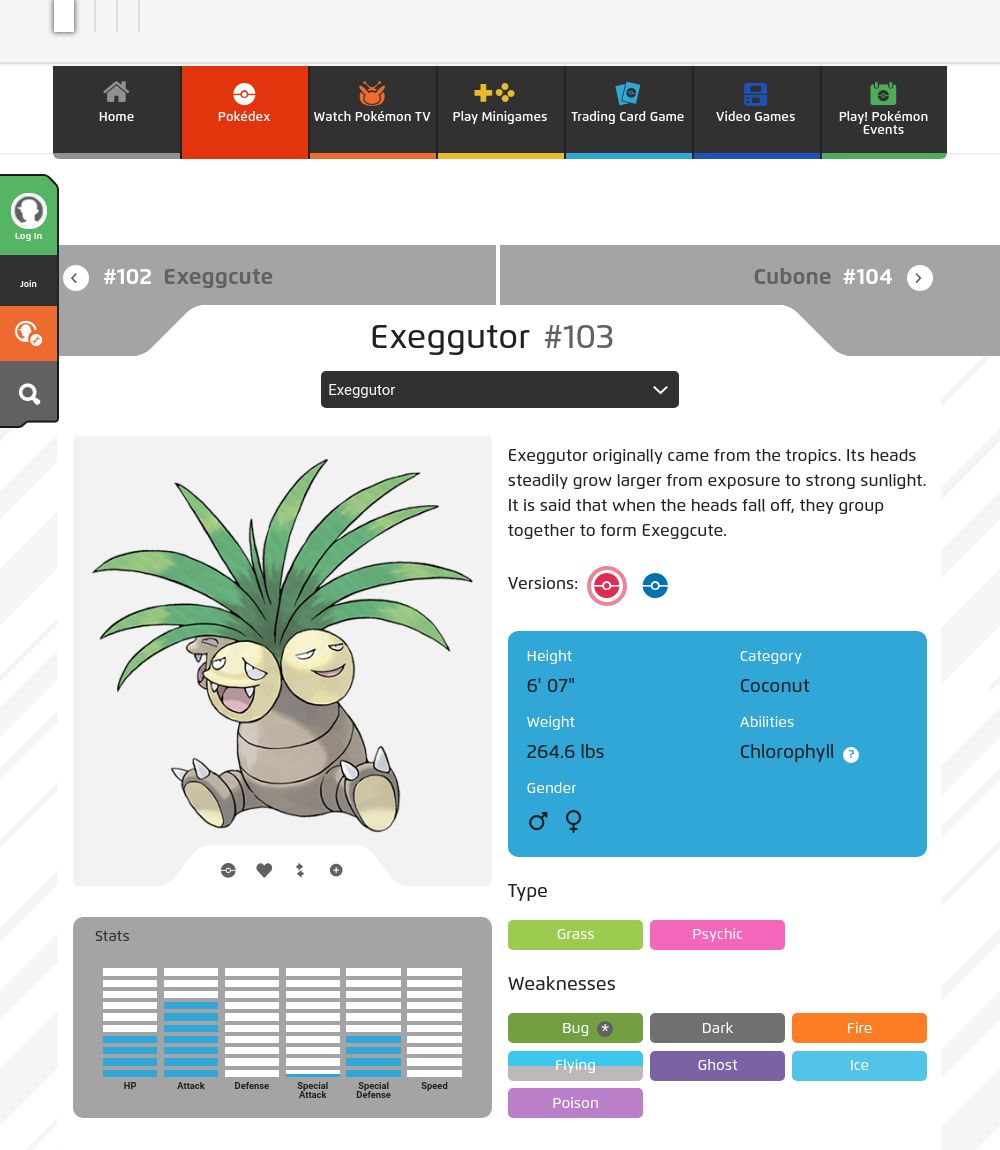 Home
Pokédex
Watch Pokémon TV
Play Minigames
Trading Card Game
Video Games
Play! Pokémon
Events
Log In
Join
#102 Exeggcute
Cubone #104
Exeggutor #103
Exeggutor
Exeggutor originally came from the tropics. Its heads
steadily grow larger from exposure to strong sunlight.
It is said that when the heads fall off, they group
together to form Exeggcute.
Versions:
Height
6' 07"
Category
Coconut
Weight
264.6 lbs
Abilities
Chlorophyll ?
Gender
♂ ♀
Type
Grass
Psychic
Stats
HP
Attack
Defense
Special
Attack
Special
Defense
Speed
Weaknesses
Bug *
Dark
Fire
Flying
Ghost
Ice
Poison